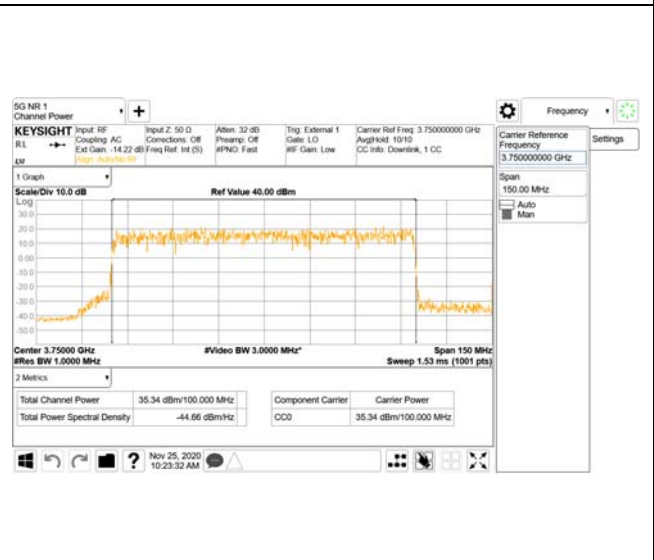 5G NR 1
Channel Power
Frequency
KEYSIGHT
RL
Input: RF
Coupling: AC
Ext Gain: -14.22 dB
Align: Auto/No RF
Input Z: 50 Ω
Corrections: Off
Freq Ref: Int (S)
Atten: 32 dB
Preamp: Off
#PNO: Fast
Trig: External 1
Gate: LO
#IF Gain: Low
Carrier Ref Freq: 3.750000000 GHz
Avg|Hold: 10/10
CC Info: Downlink, 1 CC
Carrier Reference
Frequency
3.750000000 GHz
Settings
Span
150.00 MHz
Auto
Man
1 Graph
Scale/Div 10.0 dB
Ref Value 40.00 dBm
Log
30.0
20.0
10.0
0.00
-10.0
-20.0
-30.0
-40.0
-50.0
Center 3.75000 GHz
#Video BW 3.0000 MHz*
Span 150 MHz
#Res BW 1.0000 MHz
Sweep 1.53 ms (1001 pts)
2 Metrics
Total Channel Power
35.34 dBm/100.000 MHz
Total Power Spectral Density
-44.66 dBm/Hz
Component Carrier
Carrier Power
CC0
35.34 dBm/100.000 MHz
Nov 25, 2020
10:23:32 AM